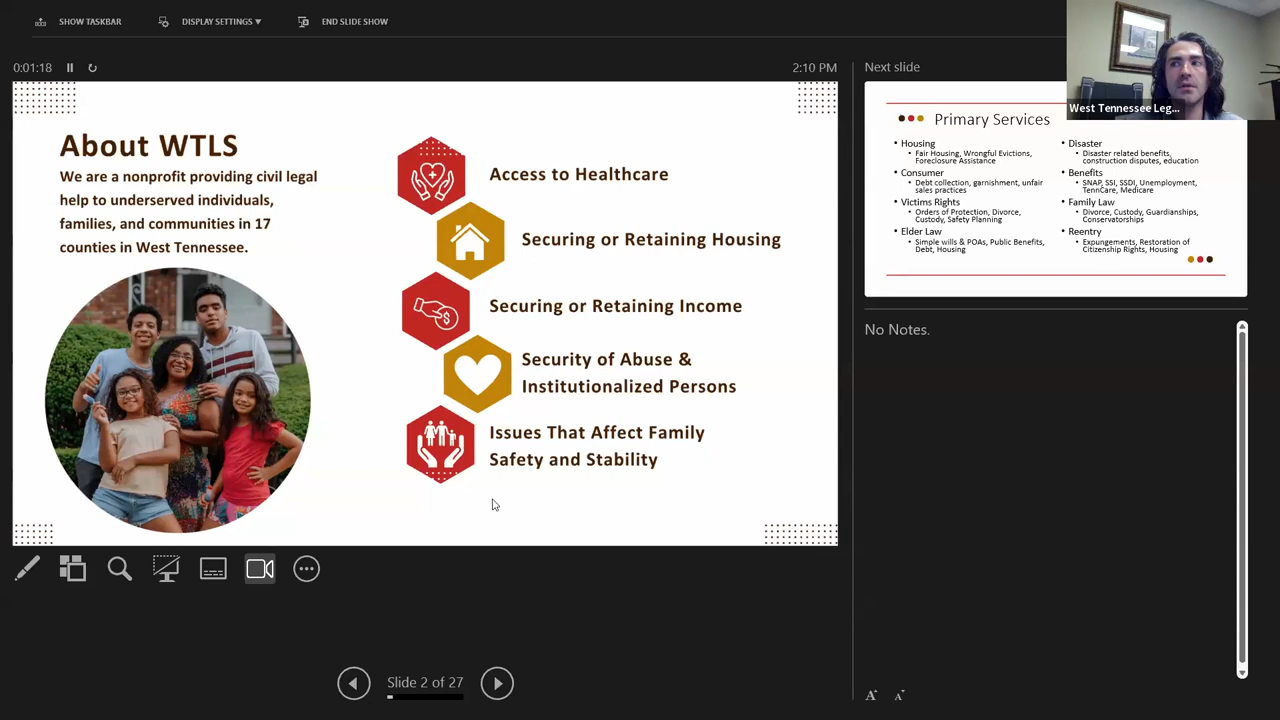 SHOW TASKBAR
DISPLAY SETTINGS ▼
END SLIDE SHOW
0:01:18
2:10 PM
About WTLS
We are a nonprofit providing civil legal
help to underserved individuals,
families, and communities in 17
counties in West Tennessee.
Access to Healthcare
Securing or Retaining Housing
Securing or Retaining Income
Security of Abuse &
Institutionalized Persons
Issues That Affect Family
Safety and Stability
Slide 2 of 27
Next slide
West Tennessee Leg...
Primary Services
• Housing
• Fair Housing, Wrongful Evictions,
Foreclosure Assistance
• Consumer
• Debt collection, garnishment, unfair
sales practices
• Victims Rights
• Orders of Protection, Divorce,
Custody, Safety Planning
• Elder Law
• Simple wills & POAs, Public Benefits,
Debt, Housing
• Disaster
• Disaster related benefits,
construction disputes, education
• Benefits
• SNAP, SSI, SSDI, Unemployment,
TennCare, Medicare
• Family Law
• Divorce, Custody, Guardianships,
Conservatorships
• Reentry
• Expungements, Restoration of
Citizenship Rights, Housing
No Notes.
A A